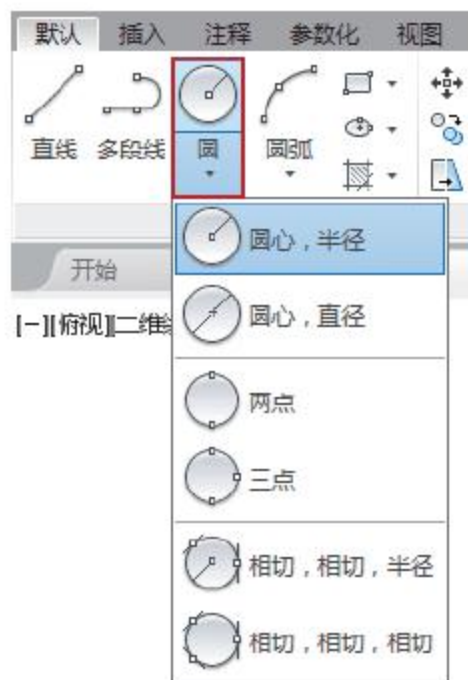 默认 插入 注释 参数化 视图
直线 多段线 圆 圆弧
开始
[-][俯视][二维
圆心，半径
圆心，直径
两点
三点
相切，相切，半径
相切，相切，相切